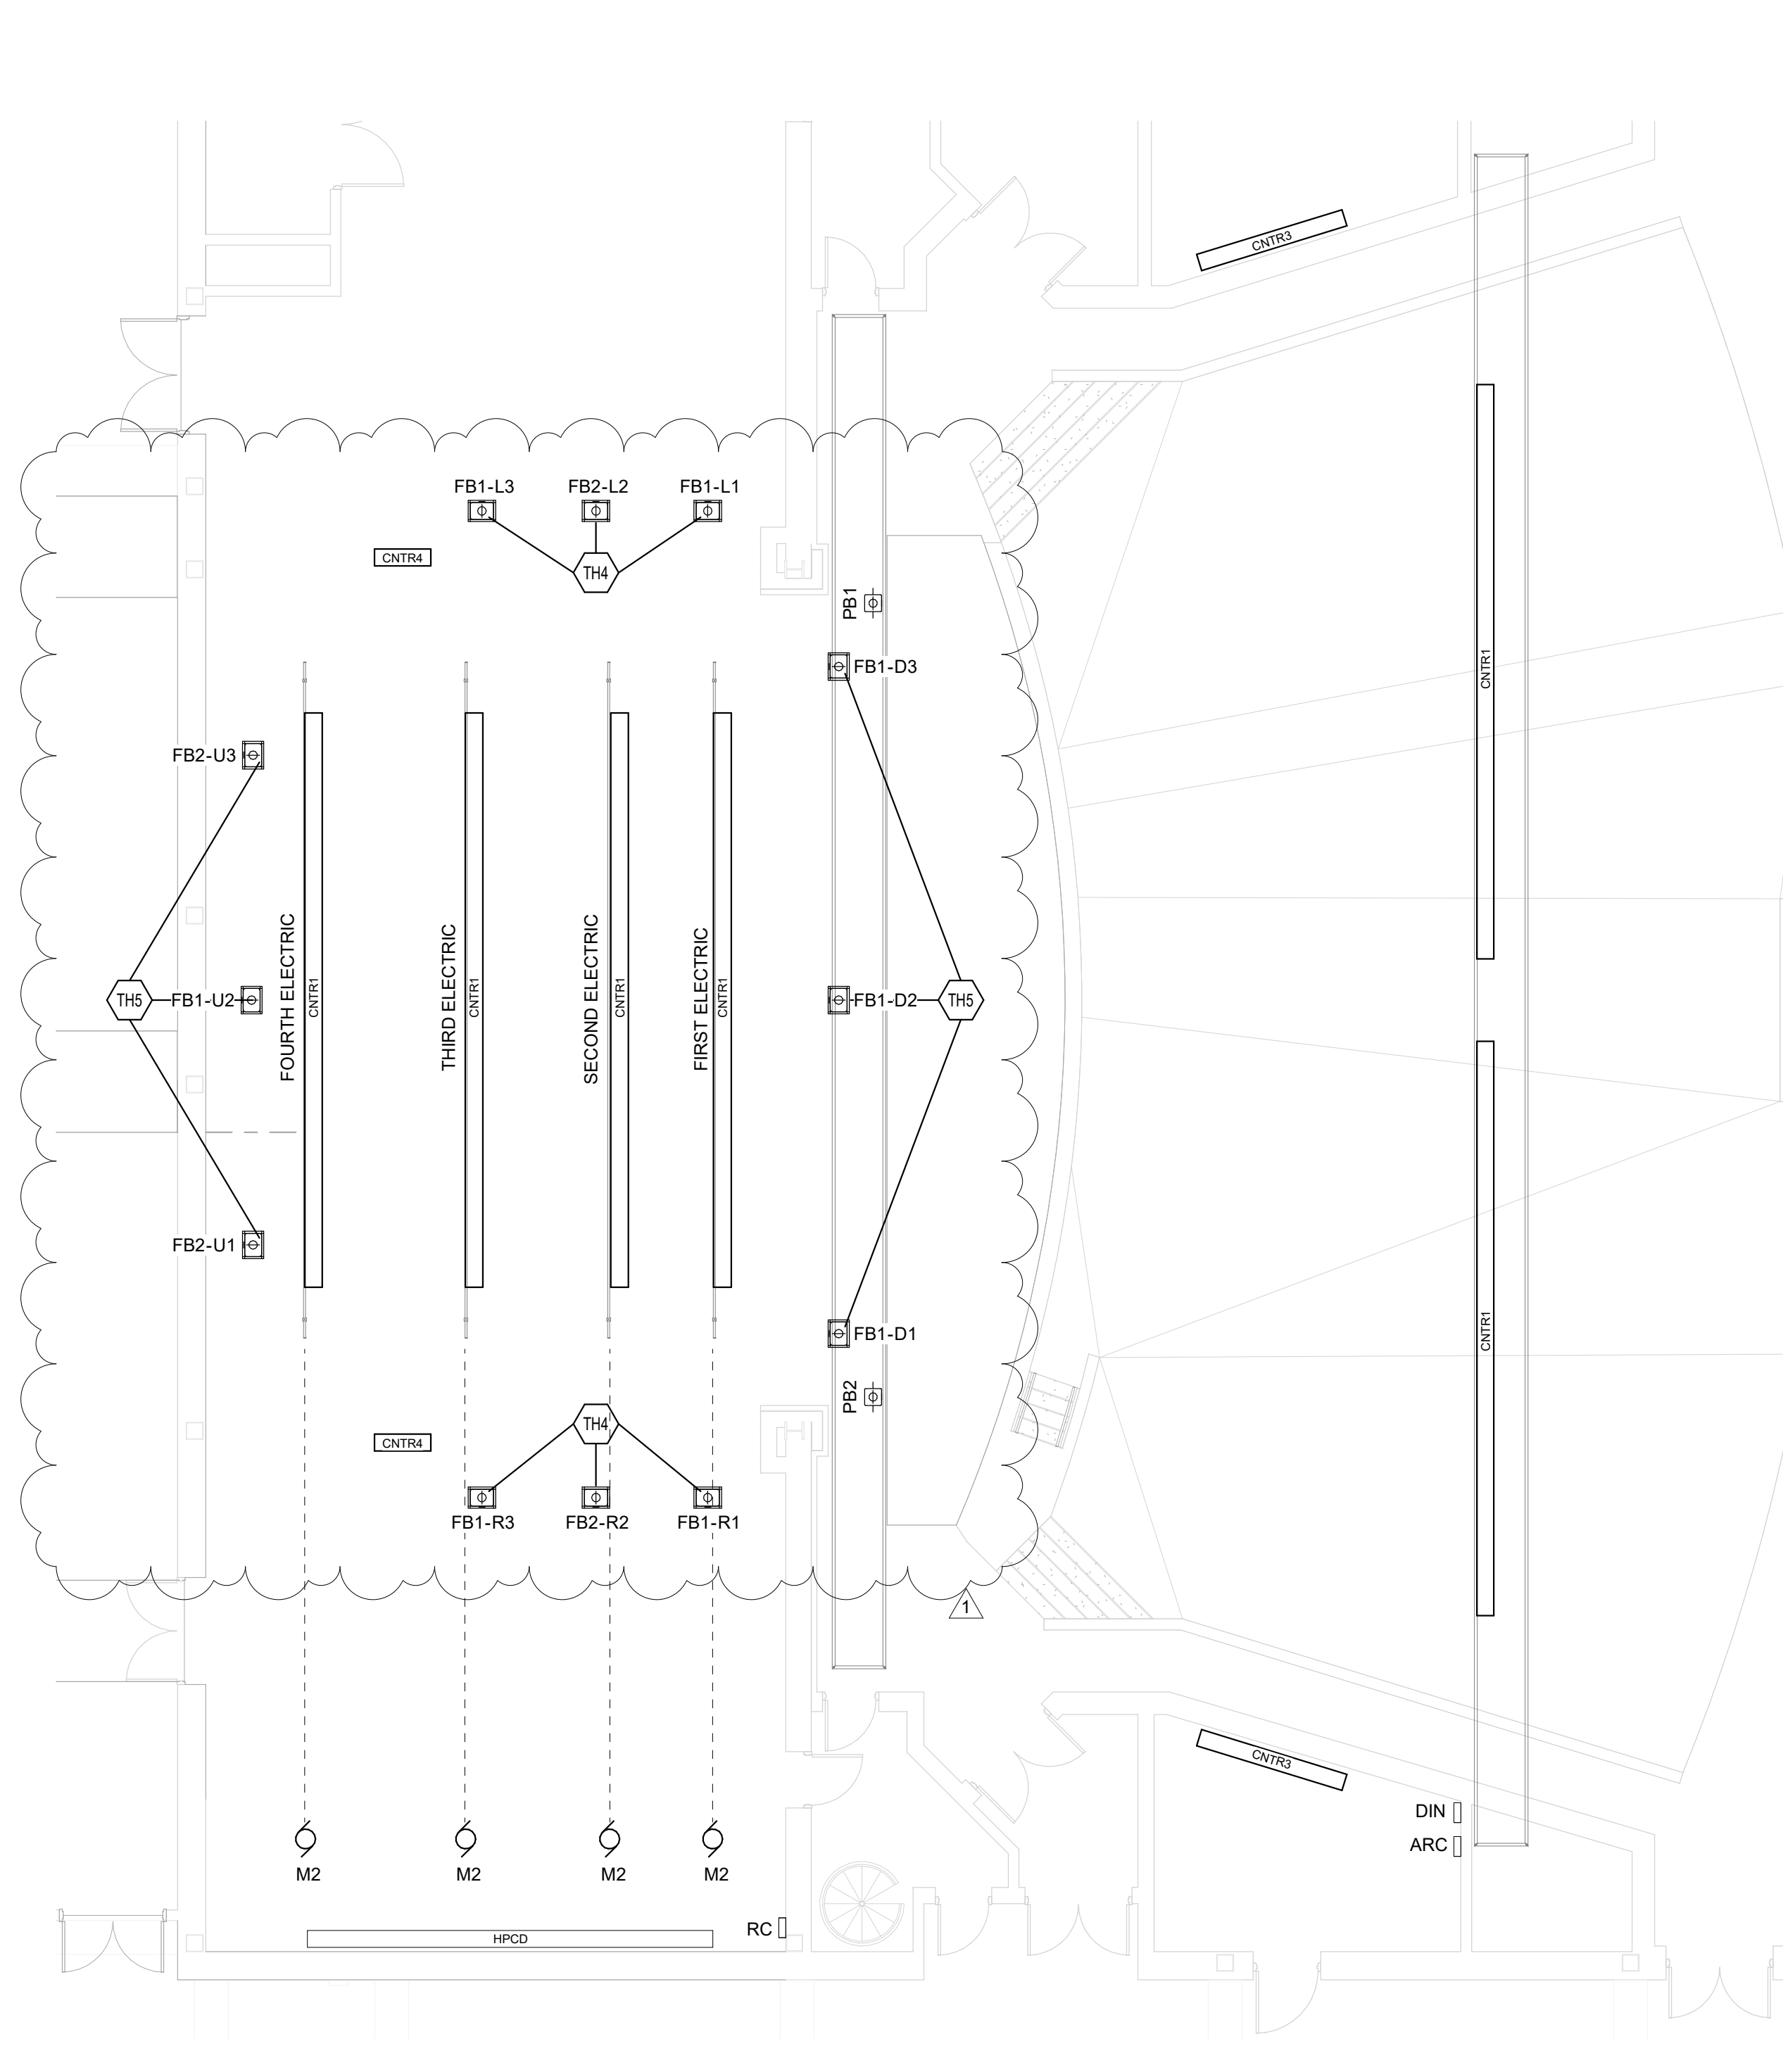 CNTR3
FB1-L3
FB2-L2
FB1-L1
CNTR4
TH4
PB1
FB1-D3
CNTR1
FB2-U3
FOURTH ELECTRIC
CNTR1
THIRD ELECTRIC
CNTR1
SECOND ELECTRIC
CNTR1
FIRST ELECTRIC
CNTR1
TH5
FB1-U2
FB1-D2
TH5
FB2-U1
FB1-D1
CNTR1
PB2
TH4
CNTR4
FB1-R3
FB2-R2
FB1-R1
1
CNTR3
DIN
ARC
M2
M2
M2
M2
RC
HPCD